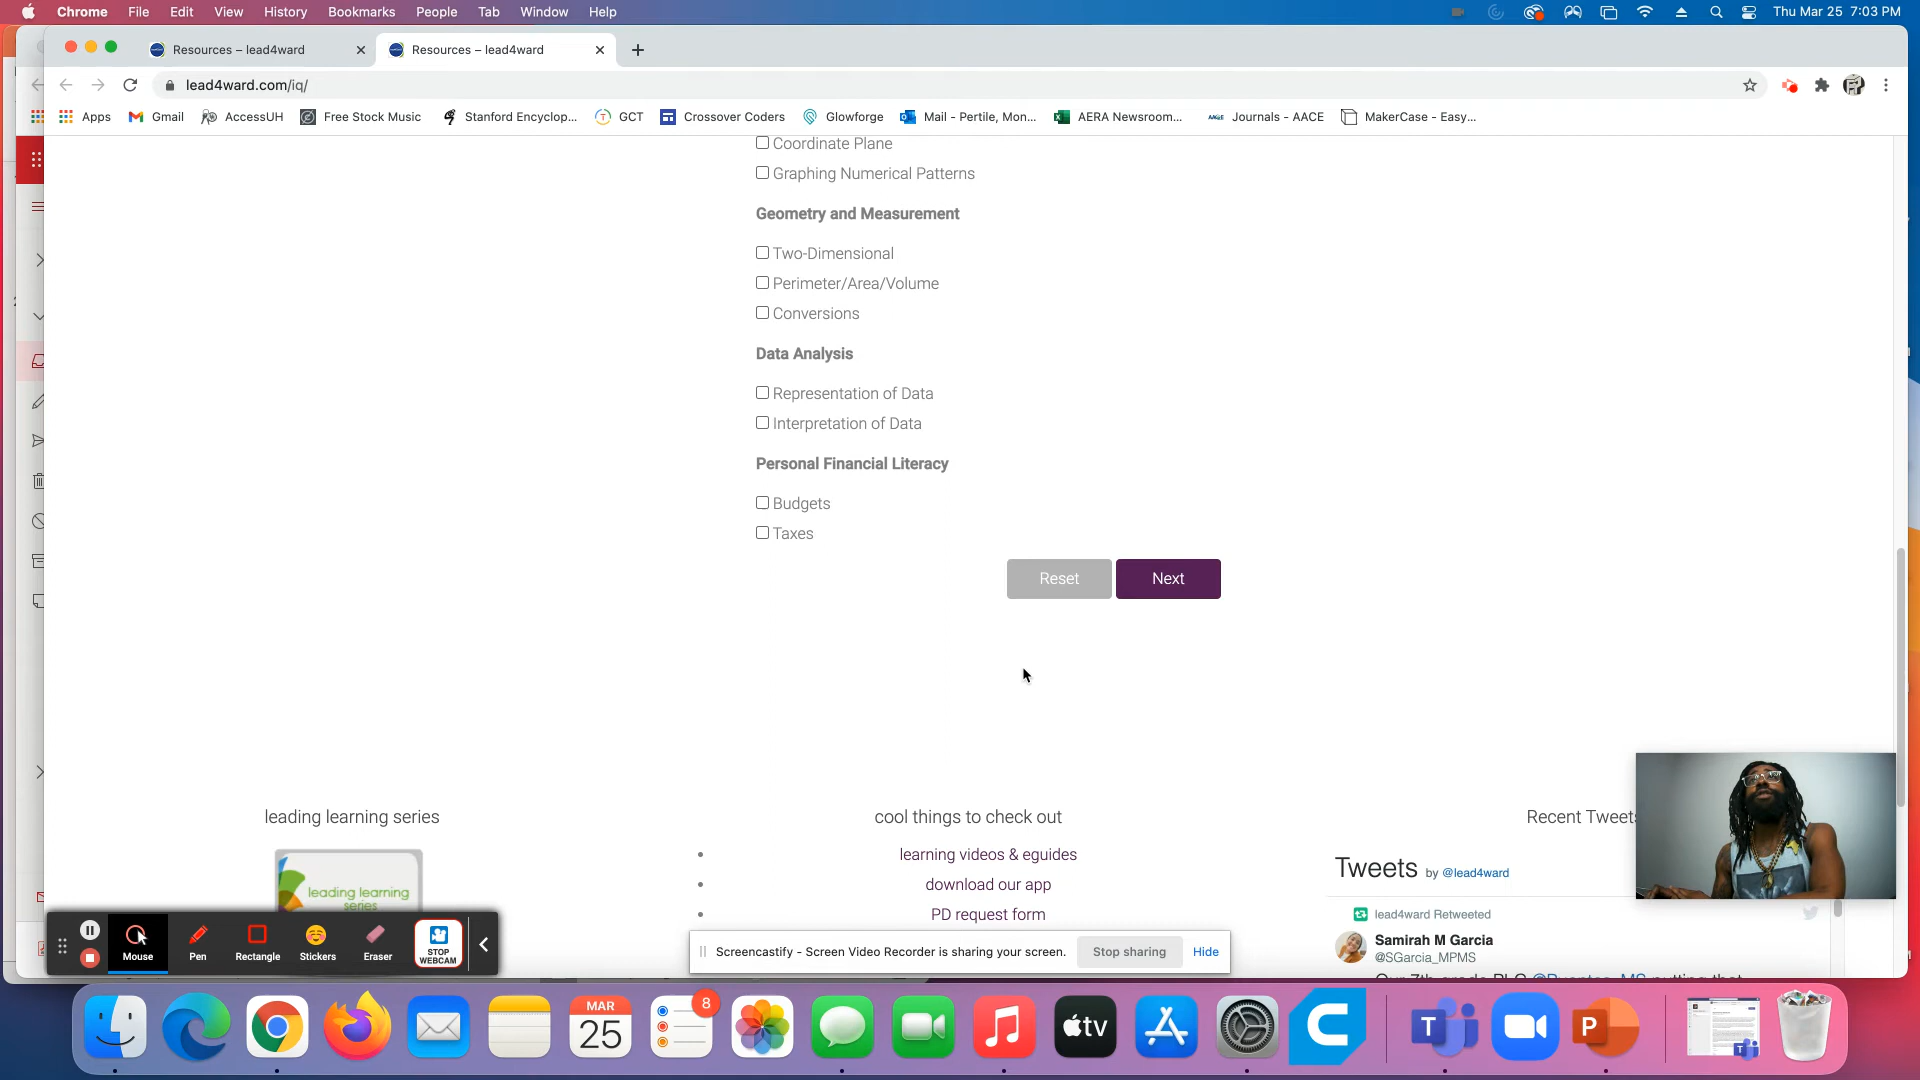 Chrome File Edit View History Bookmarks People Tab Window Help Thu Mar 25 7:03 PM
Resources – lead4ward Resources – lead4ward
lead4ward.com/iq/
Apps Gmail AccessUH Free Stock Music Stanford Encyclop... GCT Crossover Coders Glowforge Mail - Pertile, Mon... AERA Newsroom... Journals - AACE MakerCase - Easy...
Coordinate Plane
Graphing Numerical Patterns
Geometry and Measurement
Two-Dimensional
Perimeter/Area/Volume
Conversions
Data Analysis
Representation of Data
Interpretation of Data
Personal Financial Literacy
Budgets
Taxes
Reset Next
leading learning series cool things to check out Recent Tweets
learning videos & eguides
download our app
PD request form
leading learning
series
Tweets by @lead4ward
lead4ward Retweeted
Samirah M Garcia
@SGarcia_MPMS
Our 7th grade PLC
Mouse Pen Rectangle Stickers Eraser STOP WEBCAM
Screencastify - Screen Video Recorder is sharing your screen. Stop sharing Hide
MAR
25
8
tv
T
P